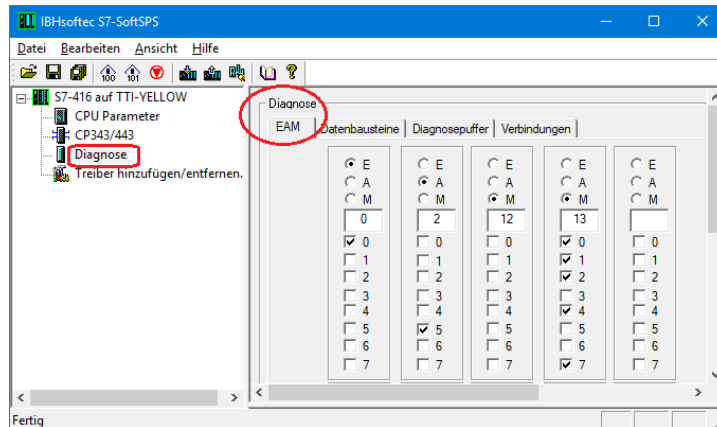 IBHsoftec S7-SoftSPS
Datei Bearbeiten Ansicht Hilfe
100 101
S7-416 auf TTI-YELLOW
CPU Parameter
CP343/443
Diagnose
Treiber hinzufügen/entfernen.
Diagnose
EAM Datenbausteine Diagnosepuffer Verbindungen
E E E E E
A A A A A
M M M M M
0 2 12 13
0 0 0 0 0
1 1 1 1 1
2 2 2 2 2
3 3 3 3 3
4 4 4 4 4
5 5 5 5 5
6 6 6 6 6
7 7 7 7 7
Fertig